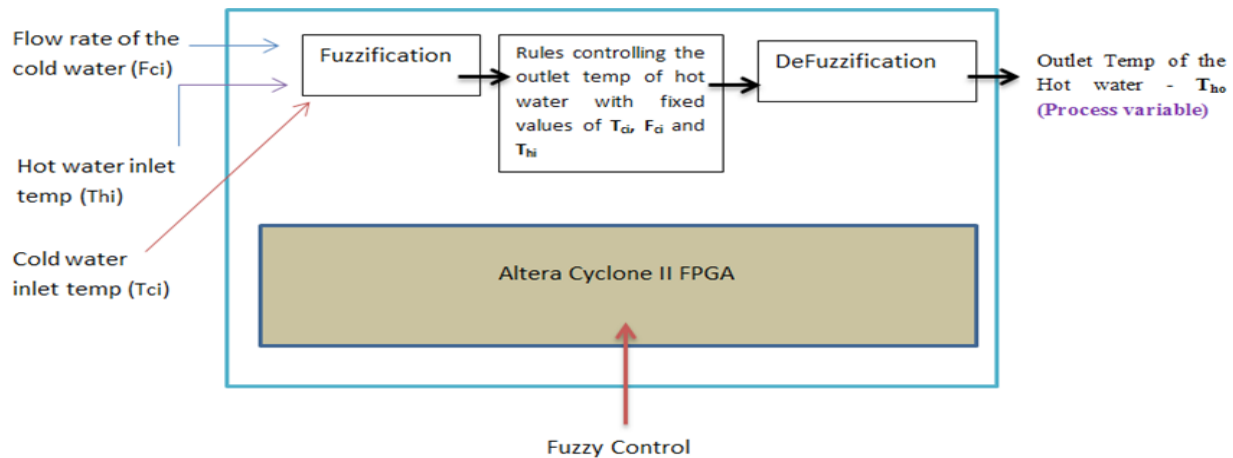 Flow rate of the
cold water (Fci)
Hot water inlet
temp (Thi)
Cold water
inlet temp (Tci)
Fuzzification
Rules controlling the
outlet temp of hot
water with fixed
values of Tci, Fci and
Thi
DeFuzzification
Outlet Temp of the
Hot water - Tho
(Process variable)
Altera Cyclone II FPGA
Fuzzy Control